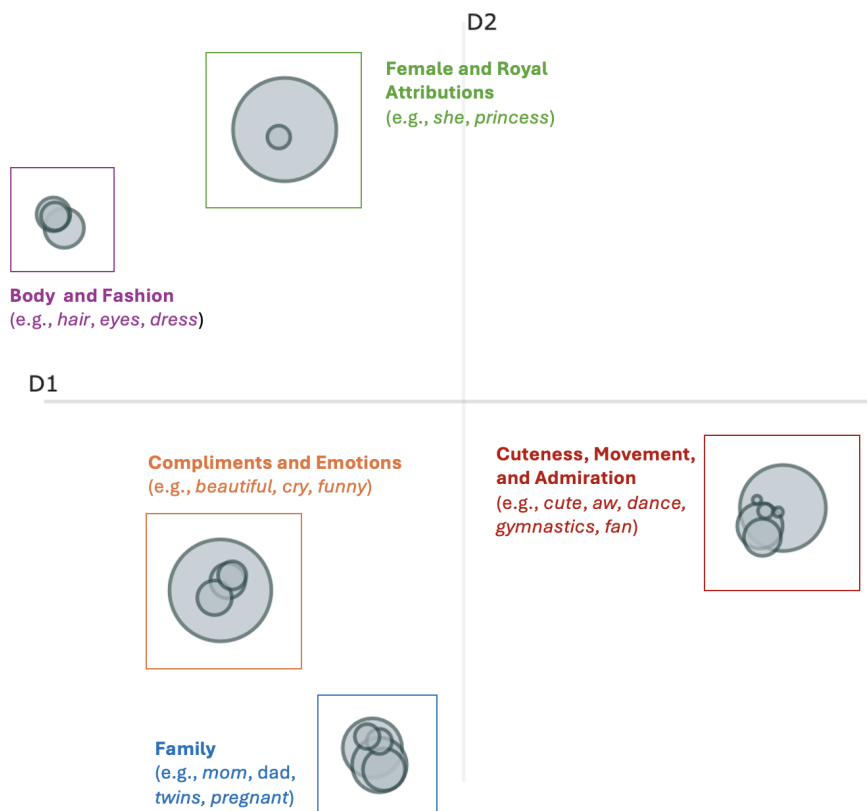 D2
Female and Royal
Attributions
(e.g., she, princess)
Body and Fashion
(e.g., hair, eyes, dress)
D1
Compliments and Emotions
(e.g., beautiful, cry, funny)
Cuteness, Movement,
and Admiration
(e.g., cute, aw, dance,
gymnastics, fan)
Family
(e.g., mom, dad,
twins, pregnant)